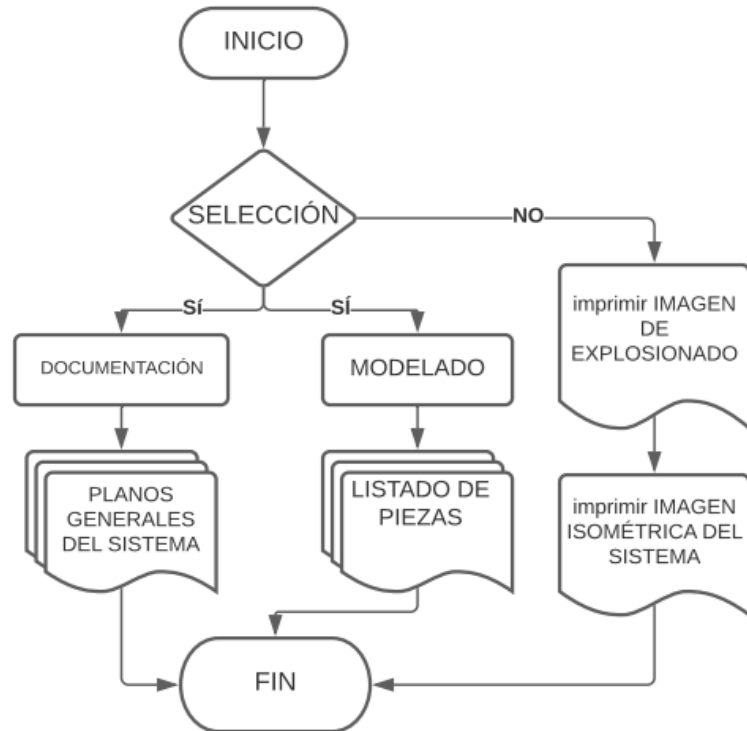 INICIO
SELECCIÓN
NO
Sí
SÍ
DOCUMENTACIÓN
MODELADO
imprimir IMAGEN
DE
EXPLOSIONADO
PLANOS
GENERALES
DEL SISTEMA
LISTADO DE
PIEZAS
imprimir IMAGEN
ISOMÉTRICA DEL
SISTEMA
FIN